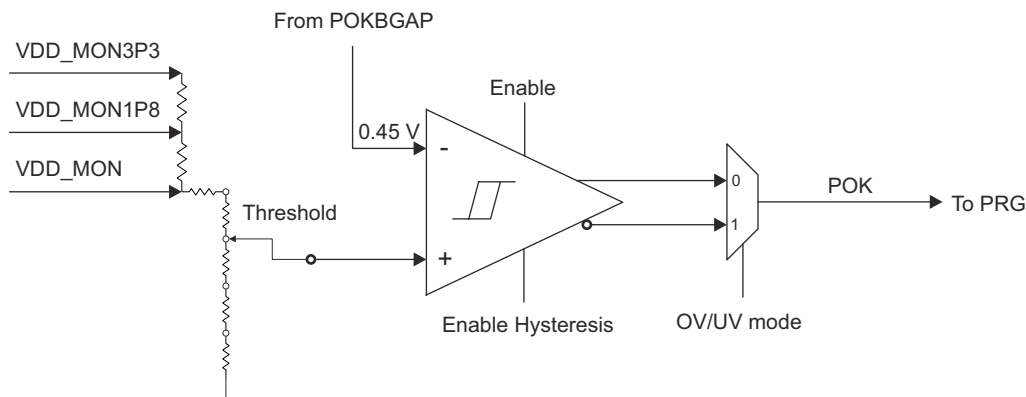 From POKBGAP
VDD_MON3P3
Enable
VDD_MON1P8
0.45 V
-
VDD_MON
0
POK
To PRG
Threshold
1
+
Enable Hysteresis
OV/UV mode